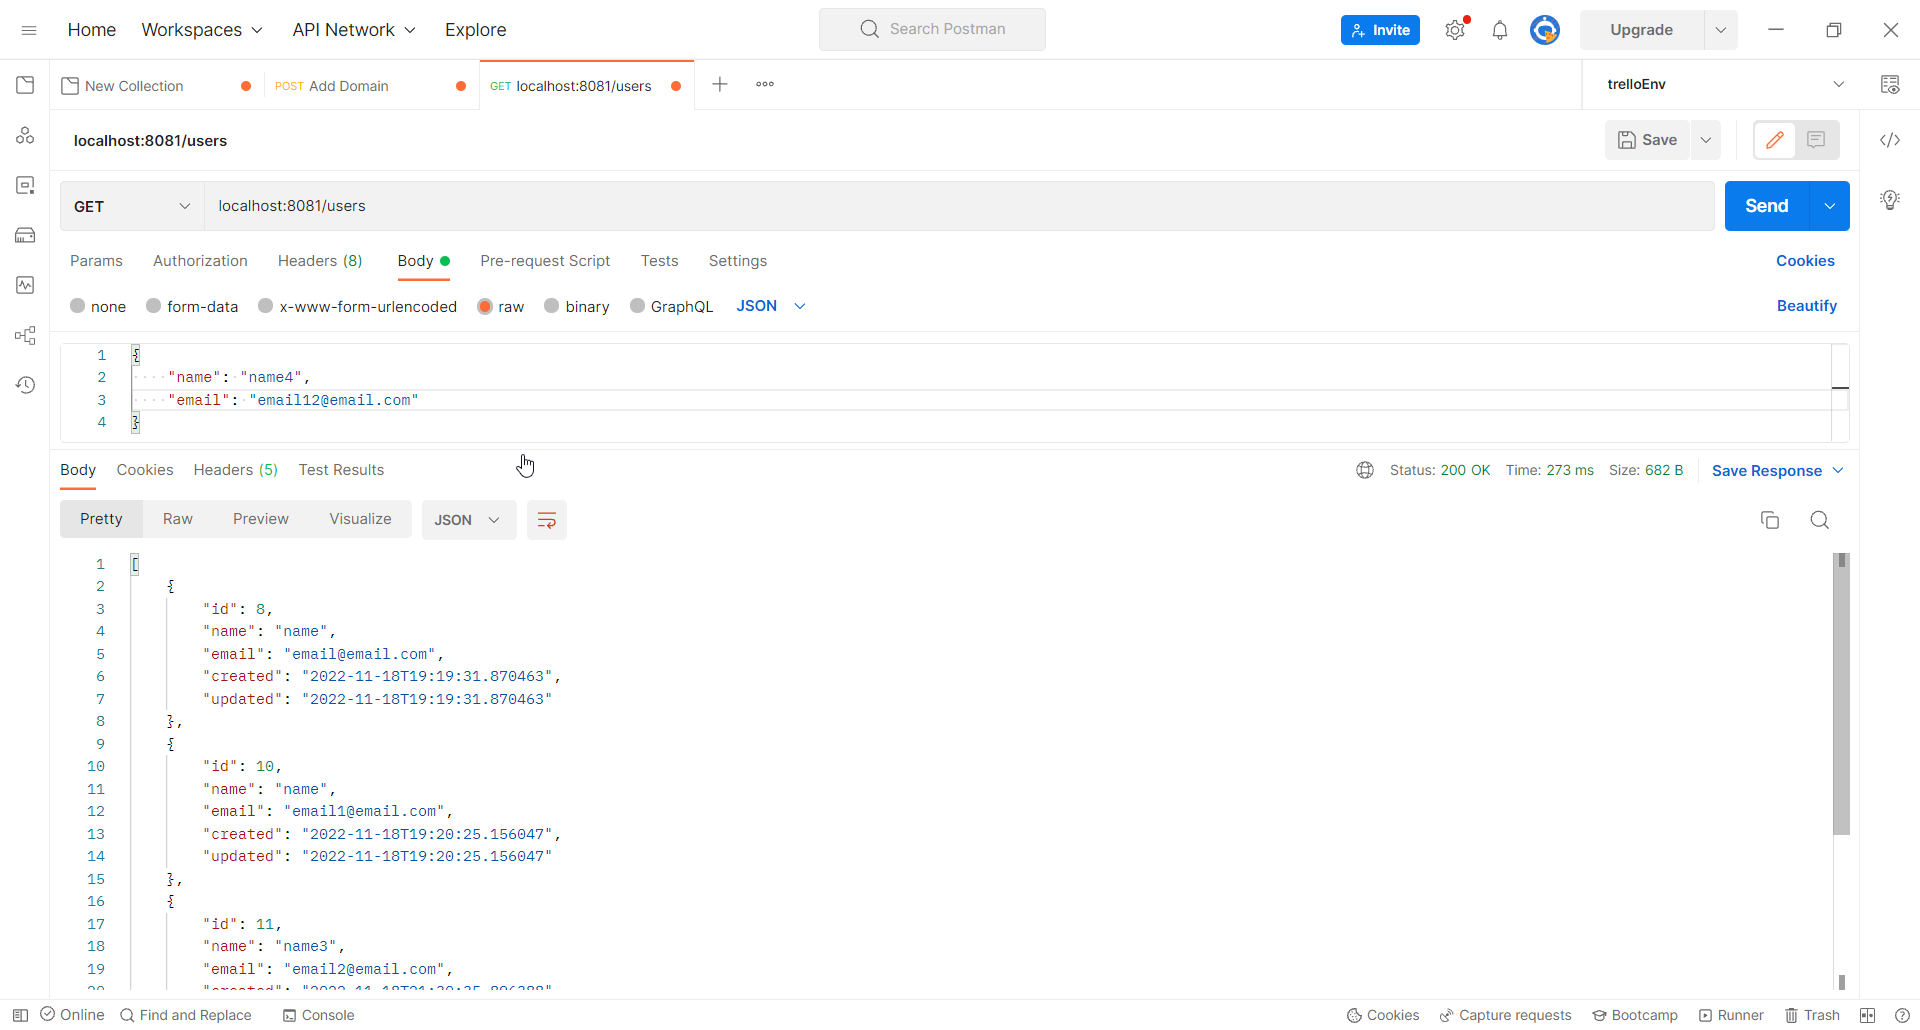 Home Workspaces API Network Explore Search Postman Invite Upgrade
New Collection POST Add Domain GET localhost:8081/users trelloEnv
localhost:8081/users Save
GET localhost:8081/users Send
Params Authorization Headers (8) Body Pre-request Script Tests Settings Cookies
none form-data x-www-form-urlencoded raw binary GraphQL JSON Beautify
1 {
2 "name": "name4",
3 "email": "email12@email.com"
4 }
Body Cookies Headers (5) Test Results Status: 200 OK Time: 273 ms Size: 682 B Save Response
Pretty Raw Preview Visualize JSON
1 [
2 {
3 "id": 8,
4 "name": "name",
5 "email": "email@email.com",
6 "created": "2022-11-18T19:19:31.870463",
7 "updated": "2022-11-18T19:19:31.870463"
8 },
9 {
10 "id": 10,
11 "name": "name",
12 "email": "email1@email.com",
13 "created": "2022-11-18T19:20:25.156047",
14 "updated": "2022-11-18T19:20:25.156047"
15 },
16 {
17 "id": 11,
18 "name": "name3",
19 "email": "email2@email.com",
Online Find and Replace Console Cookies Capture requests Bootcamp Runner Trash